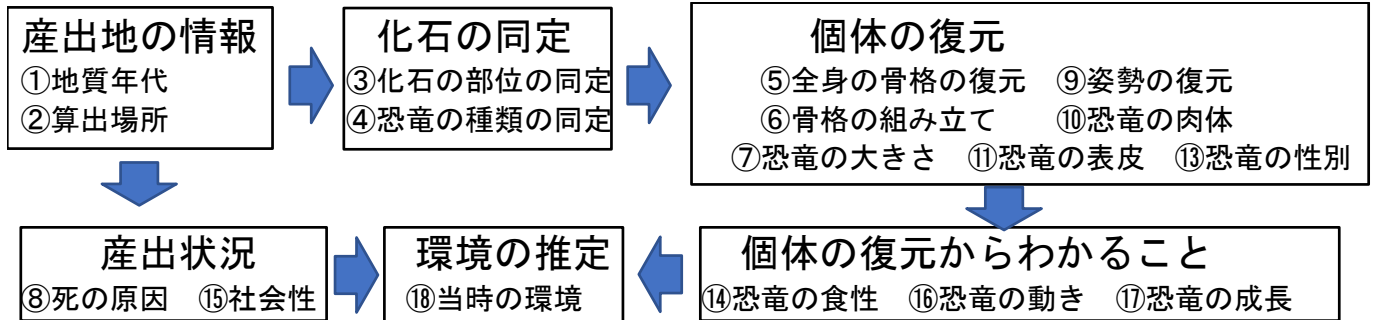 産出地の情報
①地質年代
②算出場所
化石の同定
③化石の部位の同定
④恐竜の種類の同定
個体の復元
⑤全身の骨格の復元 ⑨姿勢の復元
⑥骨格の組み立て ⑩恐竜の肉体
⑦恐竜の大きさ ⑪恐竜の表皮 ⑬恐竜の性別
産出状況
⑧死の原因 ⑮社会性
環境の推定
⑱当時の環境
個体の復元からわかること
⑭恐竜の食性 ⑯恐竜の動き ⑰恐竜の成長